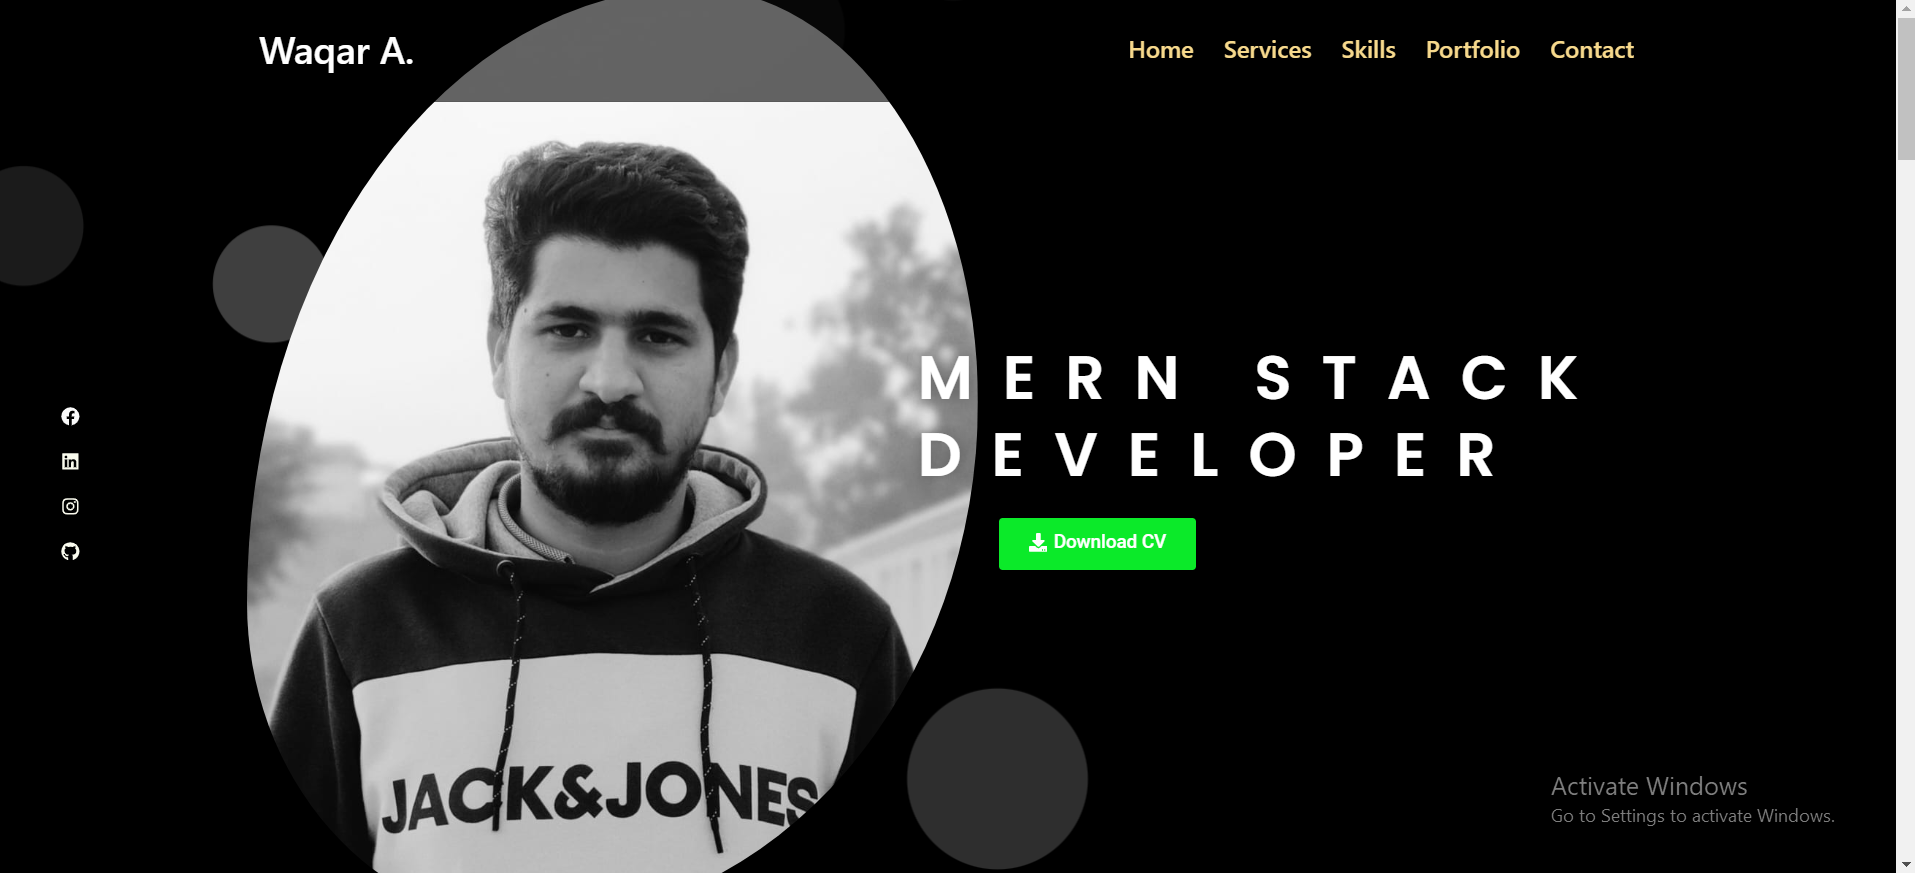 Waqar A.
Home Services Skills Portfolio Contact
MERN STACK
DEVELOPER
Download CV
JACK&JONES
Activate Windows
Go to Settings to activate Windows.